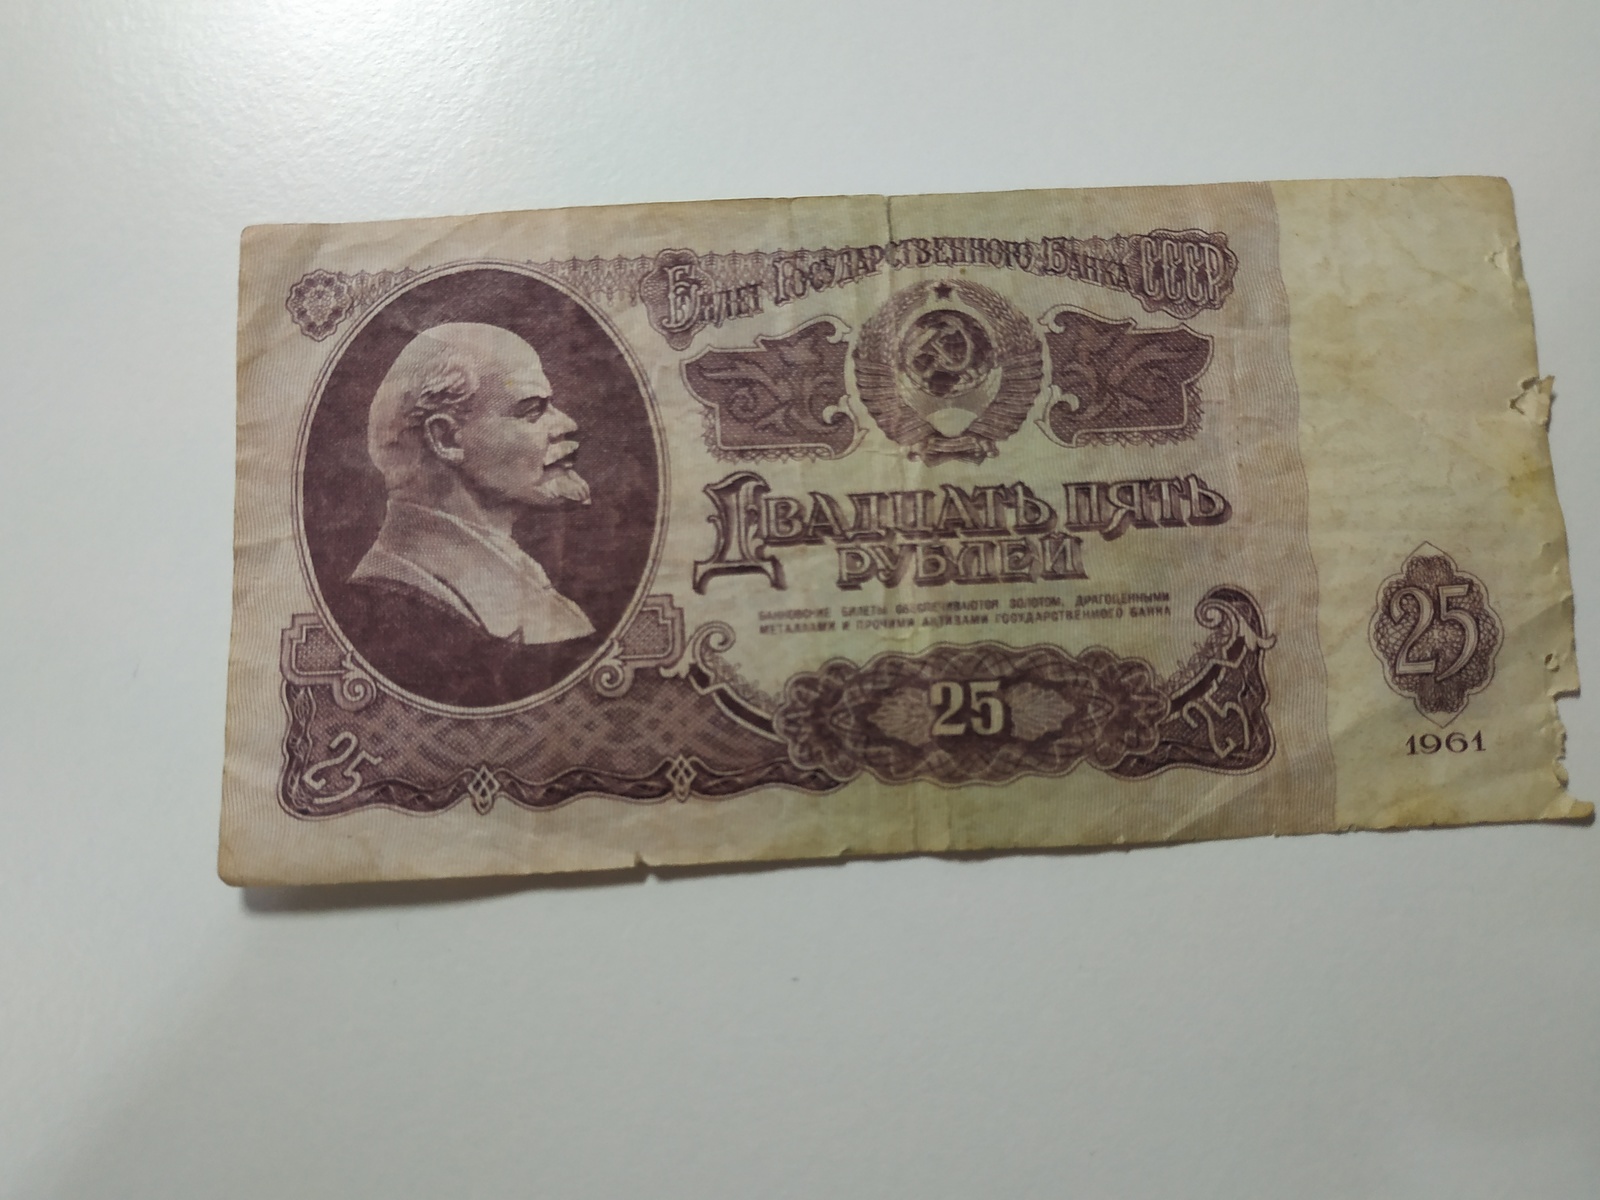 Билет Государственного Банка СССР
Двадцать пять
рублей
БАНКОВСКИЕ БИЛЕТЫ ОБЕСПЕЧИВАЮТСЯ ЗОЛОТОМ, ДРАГОЦЕННЫМИ
МЕТАЛЛАМИ И ПРОЧИМИ АКТИВАМИ ГОСУДАРСТВЕННОГО БАНКА
25
25
25
25
1961